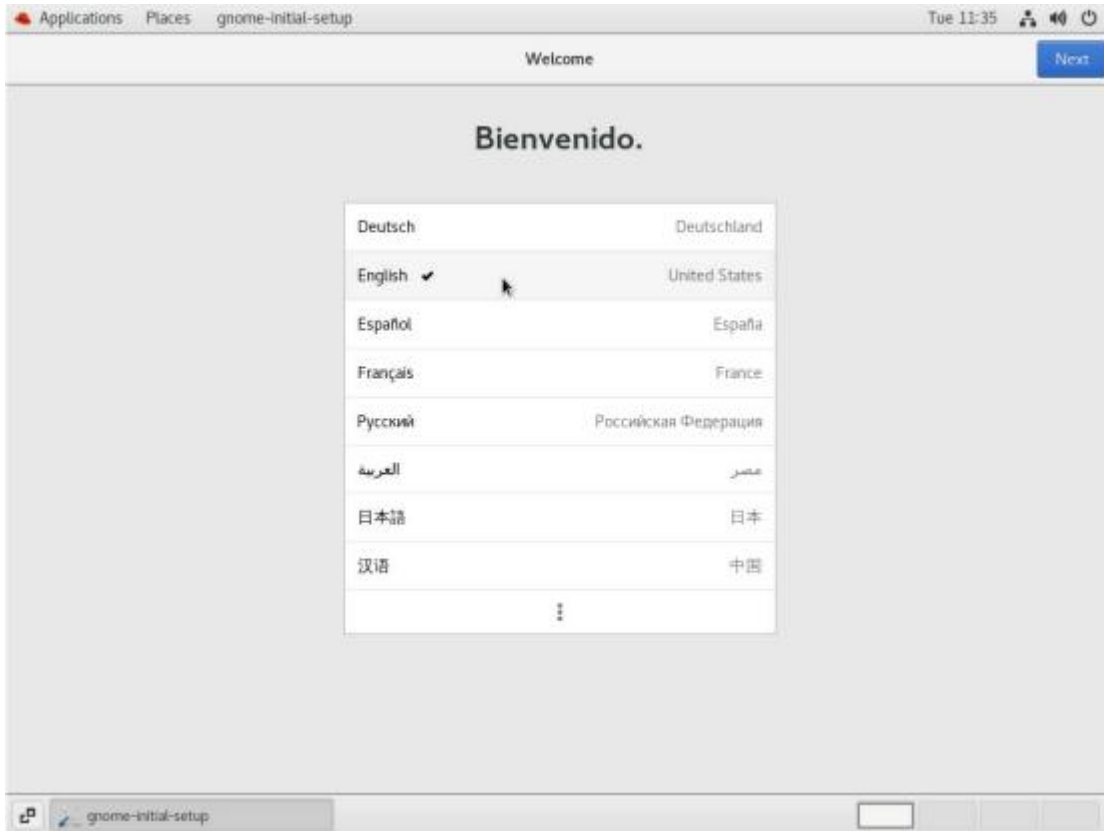 Applications Places gnome-initial-setup Tue 11:35
Welcome Next
Bienvenido.
Deutsch Deutschland
English United States
Español España
Français France
Русский Российская Федерация
العربية مصر
日本語 日本
汉语 中国
gnome-initial-setup